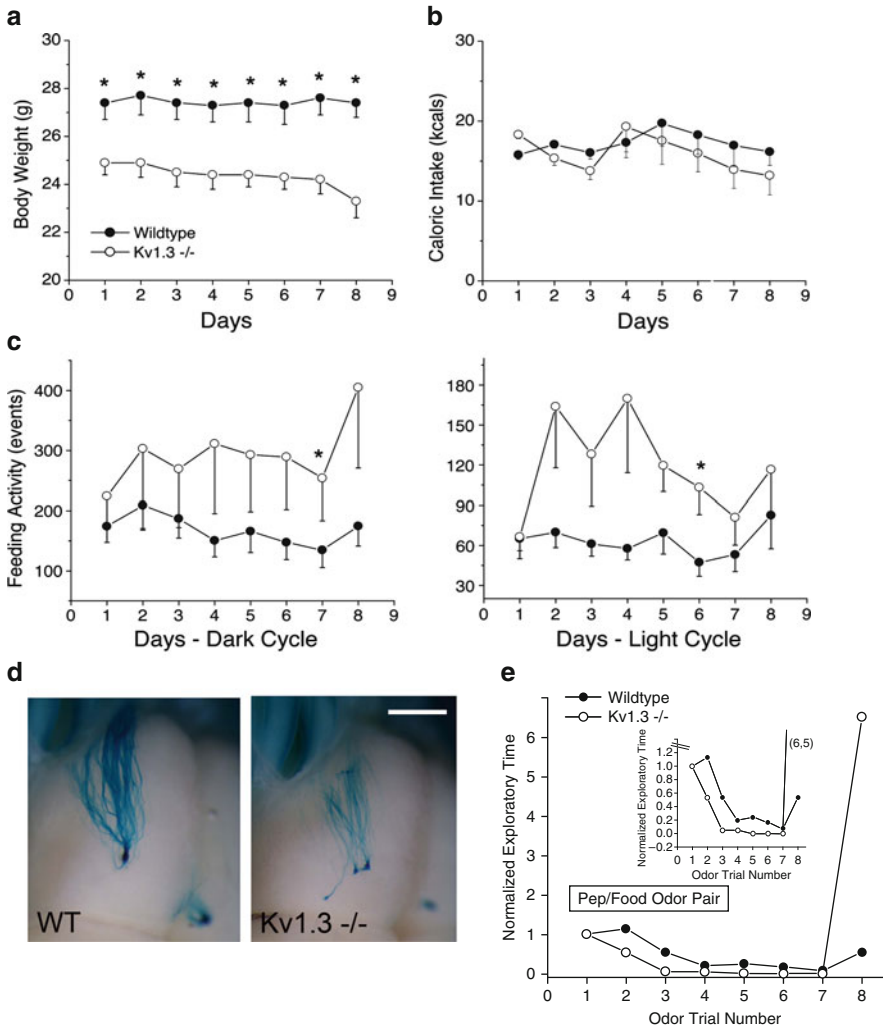 a
Body Weight (g)
30
28
26
24
22
20
* * * * * * * *
Wildtype
Kv1.3 -/-
0 1 2 3 4 5 6 7 8 9
Days
b
Caloric Intake (kcals)
30
20
10
0
0 1 2 3 4 5 6 7 8 9
Days
c
Feeding Activity (events)
400
300
200
100
*
0 1 2 3 4 5 6 7 8 9
Days - Dark Cycle
180
150
120
90
60
30
*
0 1 2 3 4 5 6 7 8 9
Days - Light Cycle
d
WT
Kv1.3 -/-
e
Wildtype
Kv1.3 -/-
Normalized Exploratory Time
7
6
5
4
3
2
1
0
Normalized Exploratory Time
1.2
1.0
0.8
0.6
0.4
0.2
0.0
−0.2
(6,5)
0 1 2 3 4 5 6 7 8
Odor Trial Number
Pep/Food Odor Pair
0 1 2 3 4 5 6 7 8
Odor Trial Number